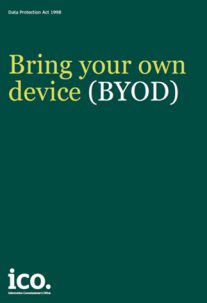 Data Protection Act 1998
Bring your own
device (BYOD)
ico.
Information Commissioner's Office